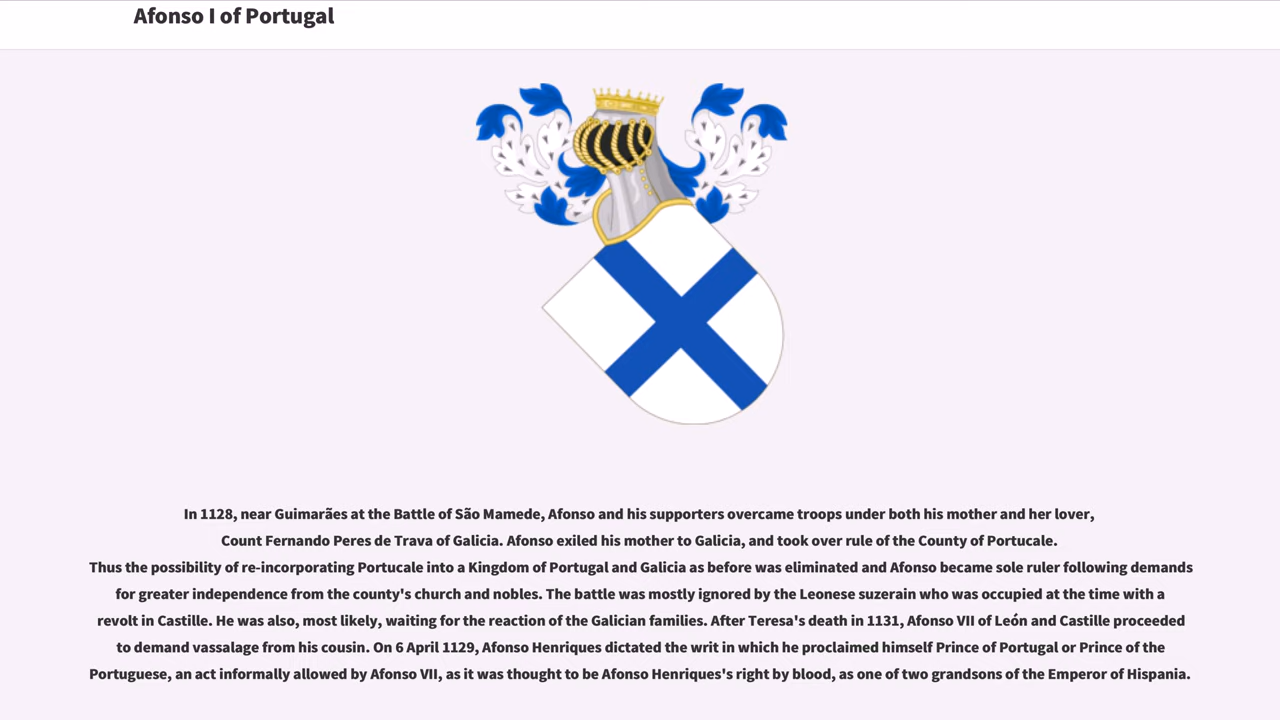 Afonso I of Portugal
In 1128, near Guimarães at the Battle of São Mamede, Afonso and his supporters overcame troops under both his mother and her lover,
Count Fernando Peres de Trava of Galicia. Afonso exiled his mother to Galicia, and took over rule of the County of Portucale.
Thus the possibility of re-incorporating Portucale into a Kingdom of Portugal and Galicia as before was eliminated and Afonso became sole ruler following demands
for greater independence from the county's church and nobles. The battle was mostly ignored by the Leonese suzerain who was occupied at the time with a
revolt in Castille. He was also, most likely, waiting for the reaction of the Galician families. After Teresa's death in 1131, Afonso VII of León and Castille proceeded
to demand vassalage from his cousin. On 6 April 1129, Afonso Henriques dictated the writ in which he proclaimed himself Prince of Portugal or Prince of the
Portuguese, an act informally allowed by Afonso VII, as it was thought to be Afonso Henriques's right by blood, as one of two grandsons of the Emperor of Hispania.